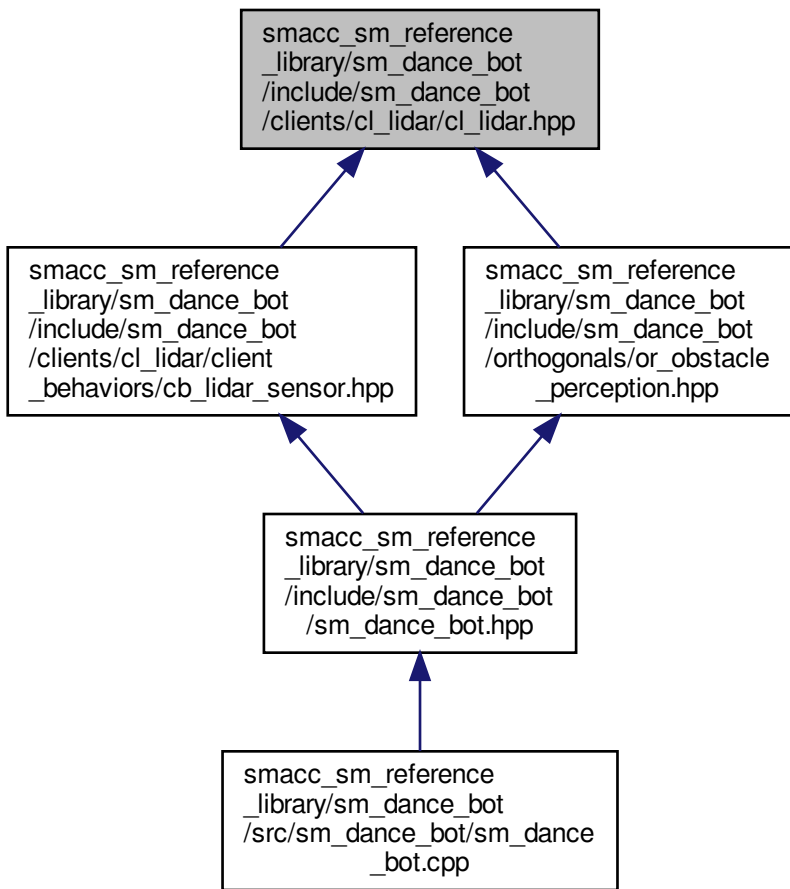 smacc_sm_reference
_library/sm_dance_bot
/include/sm_dance_bot
/clients/cl_lidar/cl_lidar.hpp
smacc_sm_reference
_library/sm_dance_bot
/include/sm_dance_bot
/clients/cl_lidar/client
_behaviors/cb_lidar_sensor.hpp
smacc_sm_reference
_library/sm_dance_bot
/include/sm_dance_bot
/orthogonals/or_obstacle
_perception.hpp
smacc_sm_reference
_library/sm_dance_bot
/include/sm_dance_bot
/sm_dance_bot.hpp
smacc_sm_reference
_library/sm_dance_bot
/src/sm_dance_bot/sm_dance
_bot.cpp